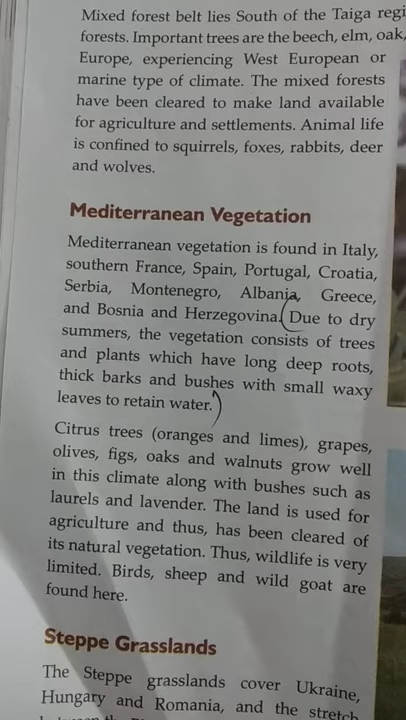 Mixed forest belt lies South of the Taiga regi
forests. Important trees are the beech, elm, oak,
Europe, experiencing West European or
marine type of climate. The mixed forests
have been cleared to make land available
for agriculture and settlements. Animal life
is confined to squirrels, foxes, rabbits, deer
and wolves.
Mediterranean Vegetation
Mediterranean vegetation is found in Italy,
southern France, Spain, Portugal, Croatia,
Serbia, Montenegro, Albania, Greece,
and Bosnia and Herzegovina. Due to dry
summers, the vegetation consists of trees
and plants which have long deep roots,
thick barks and bushes with small waxy
leaves to retain water.
Citrus trees (oranges and limes), grapes,
olives, figs, oaks and walnuts grow well
in this climate along with bushes such as
laurels and lavender. The land is used for
agriculture and thus, has been cleared of
its natural vegetation. Thus, wildlife is very
limited. Birds, sheep and wild goat are
found here.
Steppe Grasslands
The Steppe grasslands cover Ukraine,
Hungary and Romania, and the stretch